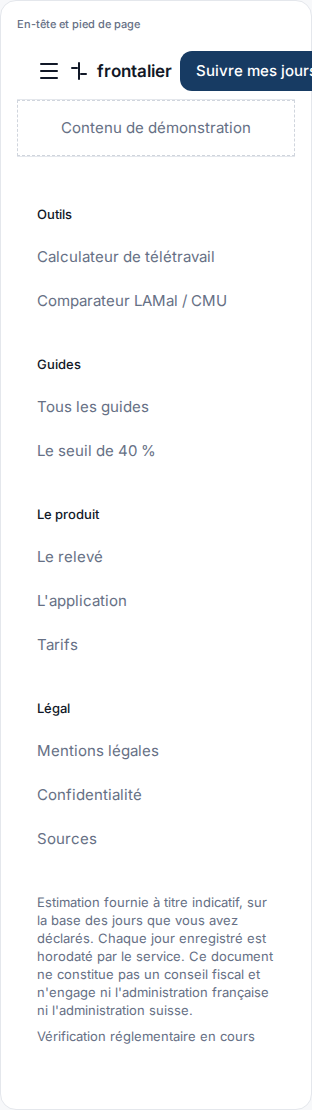 En-tête et pied de page
frontalier
Suivre mes jours
Contenu de démonstration
Outils
Calculateur de télétravail
Comparateur LAMal / CMU
Guides
Tous les guides
Le seuil de 40 %
Le produit
Le relevé
L'application
Tarifs
Légal
Mentions légales
Confidentialité
Sources
Estimation fournie à titre indicatif, sur
la base des jours que vous avez
déclarés. Chaque jour enregistré est
horodaté par le service. Ce document
ne constitue pas un conseil fiscal et
n'engage ni l'administration française
ni l'administration suisse.
Vérification réglementaire en cours